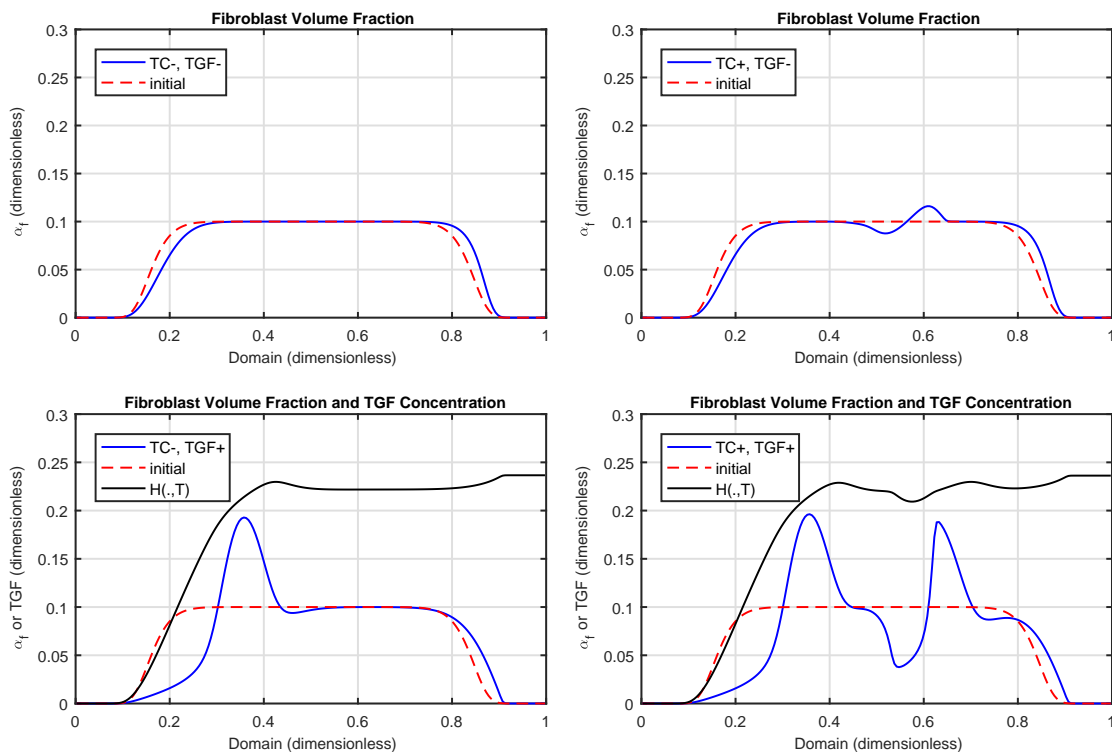 Fibroblast Volume Fraction
0.3
0.25
0.2
0.15
0.1
0.05
0
α_f (dimensionless)
TC-, TGF-
initial
0 0.2 0.4 0.6 0.8 1
Domain (dimensionless)
Fibroblast Volume Fraction
0.3
0.25
0.2
0.15
0.1
0.05
0
α_f (dimensionless)
TC+, TGF-
initial
0 0.2 0.4 0.6 0.8 1
Domain (dimensionless)
Fibroblast Volume Fraction and TGF Concentration
0.3
0.25
0.2
0.15
0.1
0.05
0
α_f or TGF (dimensionless)
TC-, TGF+
initial
H(.,T)
0 0.2 0.4 0.6 0.8 1
Domain (dimensionless)
Fibroblast Volume Fraction and TGF Concentration
0.3
0.25
0.2
0.15
0.1
0.05
0
α_f or TGF (dimensionless)
TC+, TGF+
initial
H(.,T)
0 0.2 0.4 0.6 0.8 1
Domain (dimensionless)